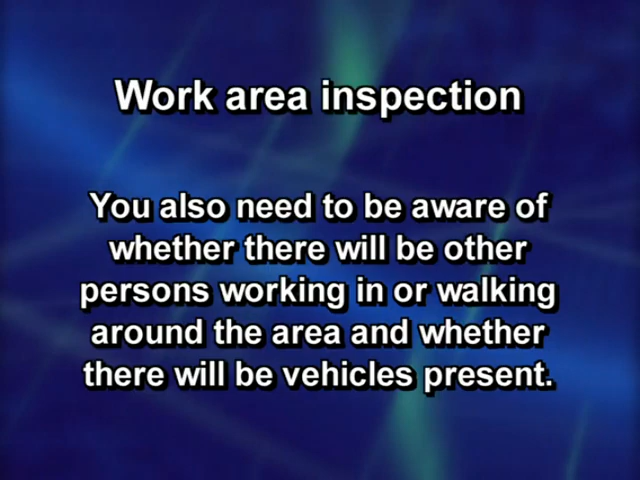 Work area inspection
You also need to be aware of
whether there will be other
persons working in or walking
around the area and whether
there will be vehicles present.